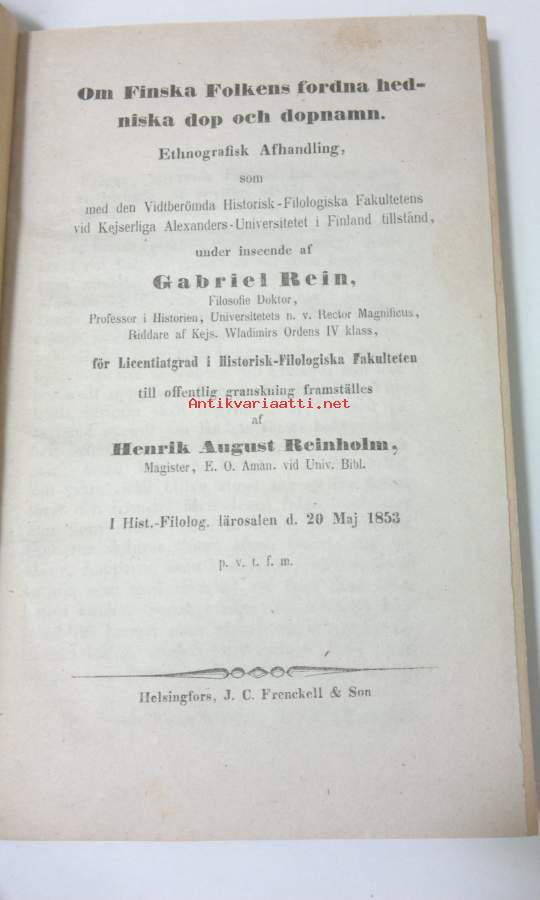 Om Finska Folkens fordna hed-
niska dop och dopnamn.
Ethnografisk Afhandling,
som
med den Vidtberömda Historisk-Filologiska Fakultetens
vid Kejserliga Alexanders-Universitetet i Finland tillstånd,
under inseende af
Gabriel Rein,
Filosofie Doktor,
Professor i Historien, Universitetets n. v. Rector Magnificus,
Riddare af Kejs. Wladimirs Ordens IV klass,
för Licentiatgrad i Historisk-Filologiska Fakulteten
till offentlig granskning framställes
Antikvariaatti.net
af
Henrik August Reinholm,
Magister, E. O. Aman. vid Univ. Bibl.
I Hist.-Filolog. lärosalen d. 20 Maj 1853
p. v. t. f. m.
Helsingfors, J. C. Frenckell & Son